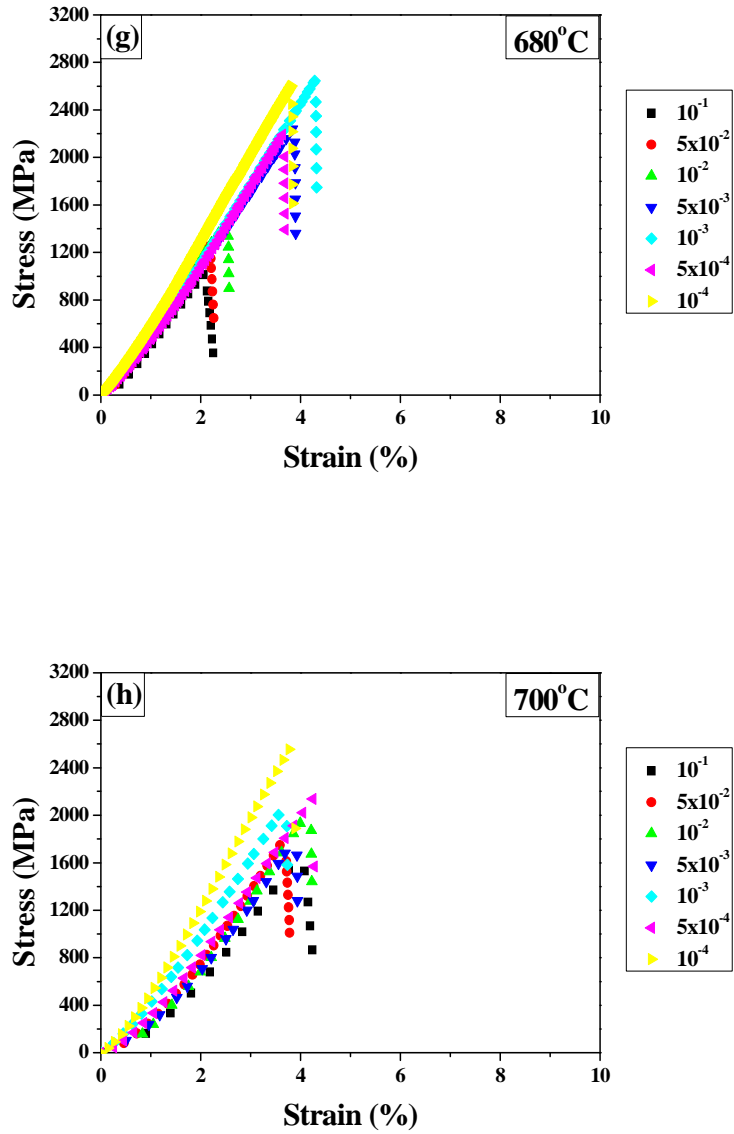 (g) 680°C
3200
2800
2400
2000
1600
1200
800
400
0
Stress (MPa)
0 2 4 6 8 10
Strain (%)
10⁻¹
5x10⁻²
10⁻²
5x10⁻³
10⁻³
5x10⁻⁴
10⁻⁴
(h) 700°C
3200
2800
2400
2000
1600
1200
800
400
0
Stress (MPa)
0 2 4 6 8 10
Strain (%)
10⁻¹
5x10⁻²
10⁻²
5x10⁻³
10⁻³
5x10⁻⁴
10⁻⁴